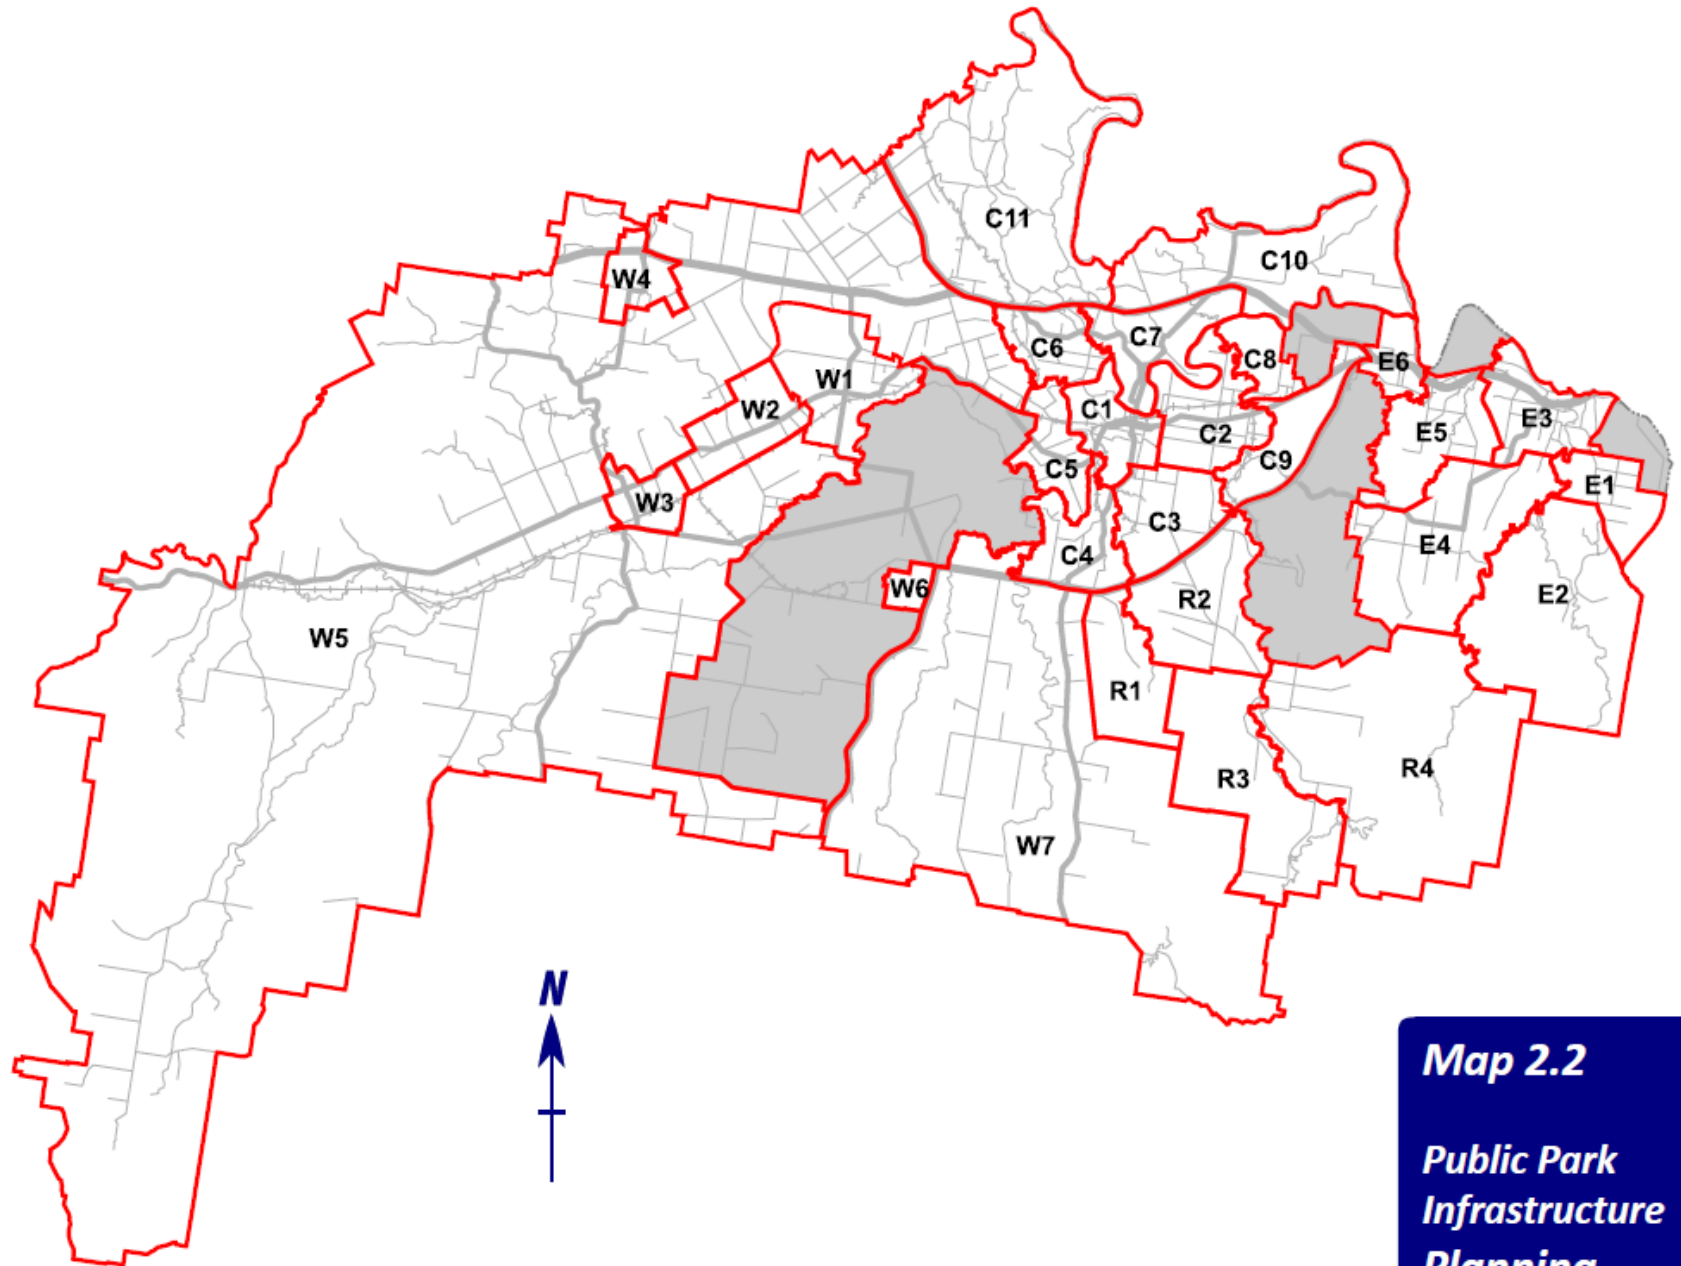 C11
C10
W4
C7
C6
C8
E6
W1
W2
C1
E3
C2
E5
C9
C5
E1
W3
C3
E4
C4
W6
E2
R2
W5
R1
R4
R3
W7
N
Map 2.2
Public Park
Infrastructure
Planning